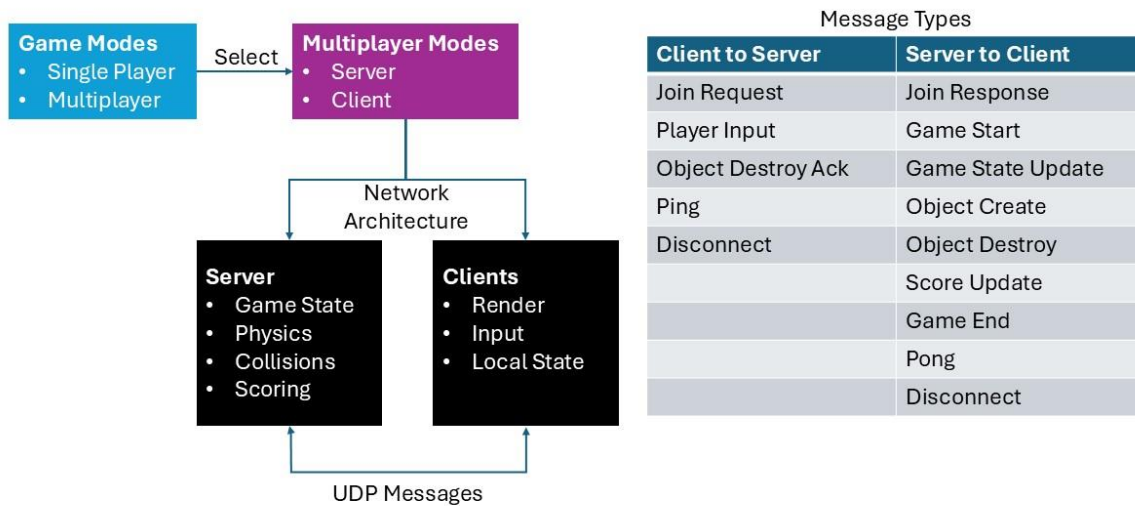 Game Modes
• Single Player
• Multiplayer
Select
Multiplayer Modes
• Server
• Client
Network
Architecture
Server
• Game State
• Physics
• Collisions
• Scoring
Clients
• Render
• Input
• Local State
UDP Messages
Message Types
Client to Server Server to Client
Join Request Join Response
Player Input Game Start
Object Destroy Ack Game State Update
Ping Object Create
Disconnect Object Destroy
Score Update
Game End
Pong
Disconnect